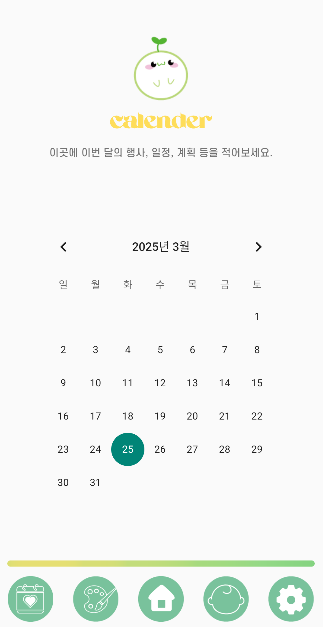 calender
이곳에 이번 달의 행사, 일정, 계획 등을 적어보세요.
2025년 3월
일 월 화 수 목 금 토
1
2 3 4 5 6 7 8
9 10 11 12 13 14 15
16 17 18 19 20 21 22
23 24 25 26 27 28 29
30 31